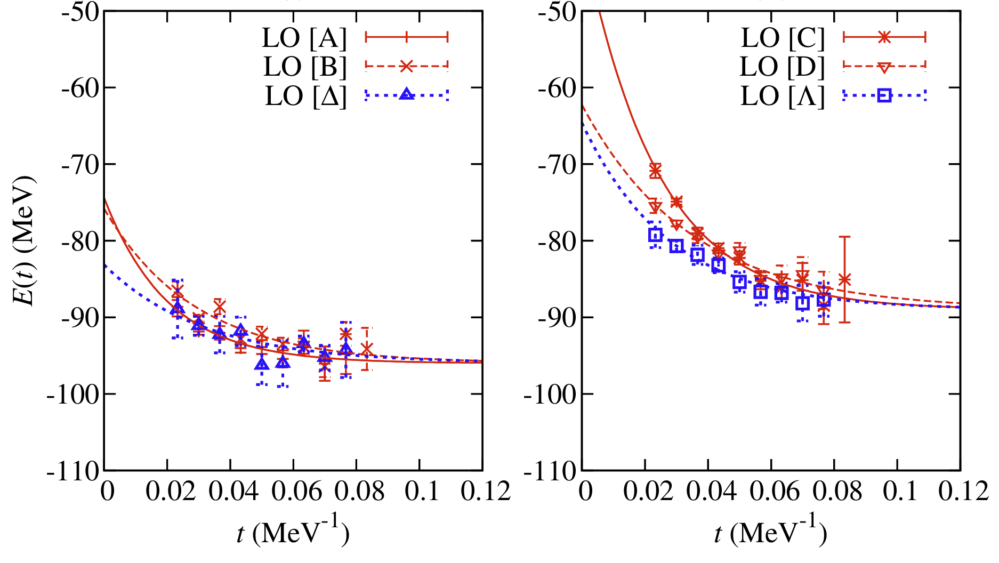 -50
-60
-70
-80
-90
-100
-110
E(t) (MeV)
LO [A]
LO [B]
LO [Δ]
0 0.02 0.04 0.06 0.08 0.1 0.12
t (MeV⁻¹)
-50
-60
-70
-80
-90
-100
-110
LO [C]
LO [D]
LO [Λ]
0 0.02 0.04 0.06 0.08 0.1 0.12
t (MeV⁻¹)